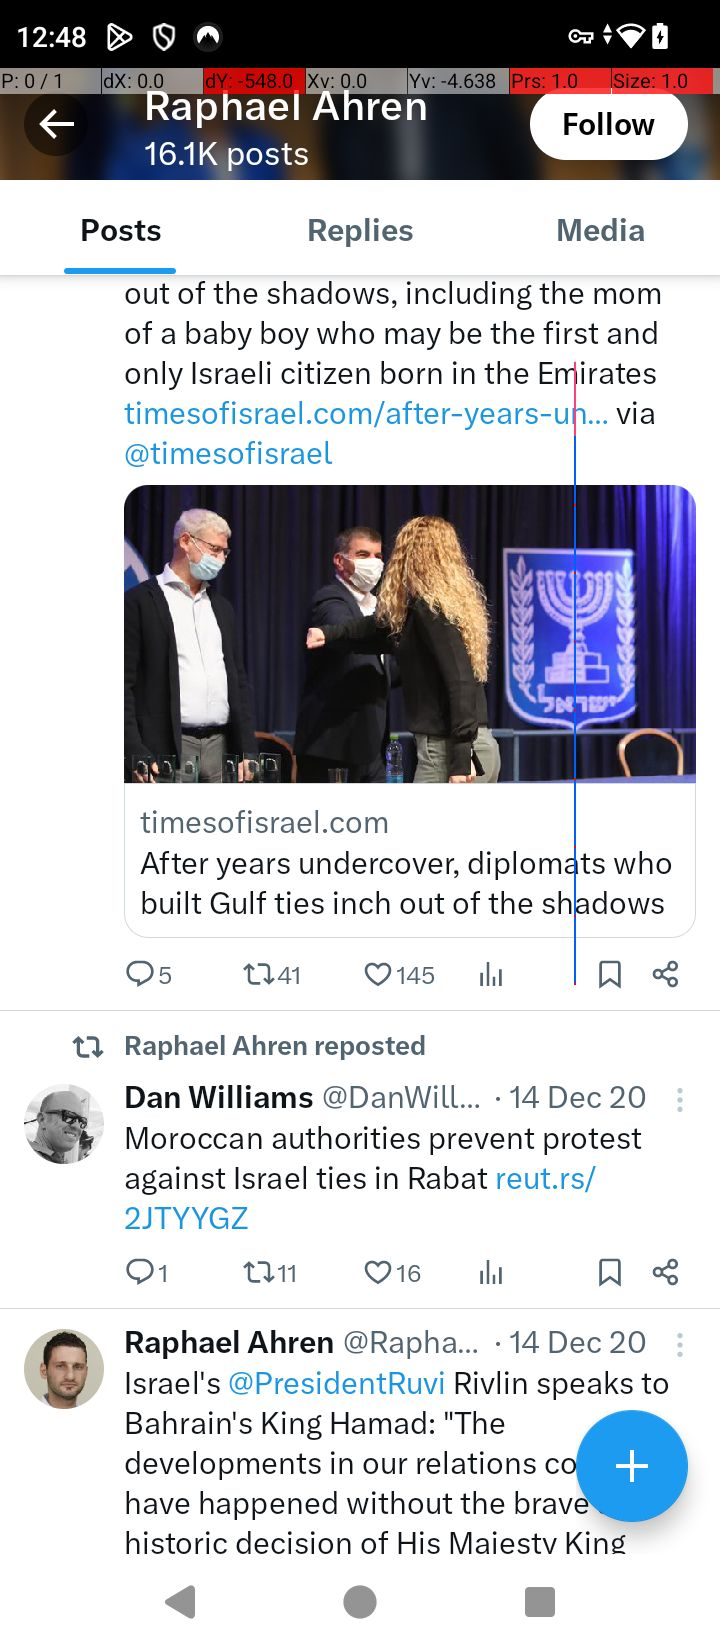 12:48
P: 0 / 1 dX: 0.0 dY: -548.0 Xv: 0.0 Yv: -4.638 Prs: 1.0 Size: 1.0
Raphael Ahren
16.1K posts
Follow
Posts Replies Media
out of the shadows, including the mom
of a baby boy who may be the first and
only Israeli citizen born in the Emirates
timesofisrael.com/after-years-un... via
@timesofisrael
ישראל
timesofisrael.com
After years undercover, diplomats who
built Gulf ties inch out of the shadows
5 41 145
Raphael Ahren reposted
Dan Williams @DanWill... · 14 Dec 20
Moroccan authorities prevent protest
against Israel ties in Rabat reut.rs/
2JTYYGZ
1 11 16
Raphael Ahren @Rapha... · 14 Dec 20
Israel's @PresidentRuvi Rivlin speaks to
Bahrain's King Hamad: "The
developments in our relations co
have happened without the brave
historic decision of His Majesty King